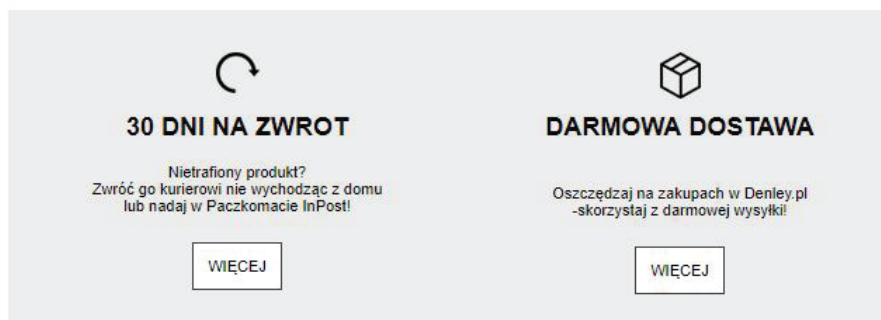 30 DNI NA ZWROT
Nietrafiony produkt?
Zwróć go kurierowi nie wychodząc z domu
lub nadaj w Paczkomacie InPost!
WIĘCEJ
DARMOWA DOSTAWA
Oszczędzaj na zakupach w Denley.pl
-skorzystaj z darmowej wysyłki!
WIĘCEJ